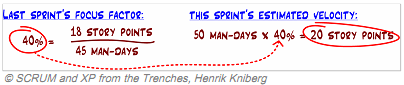 LAST SPRINT'S FOCUS FACTOR:
40% = 18 STORY POINTS
45 MAN-DAYS
THIS SPRINT'S ESTIMATED VELOCITY:
50 MAN-DAYS × 40% = 20 STORY POINTS
© SCRUM and XP from the Trenches, Henrik Kniberg